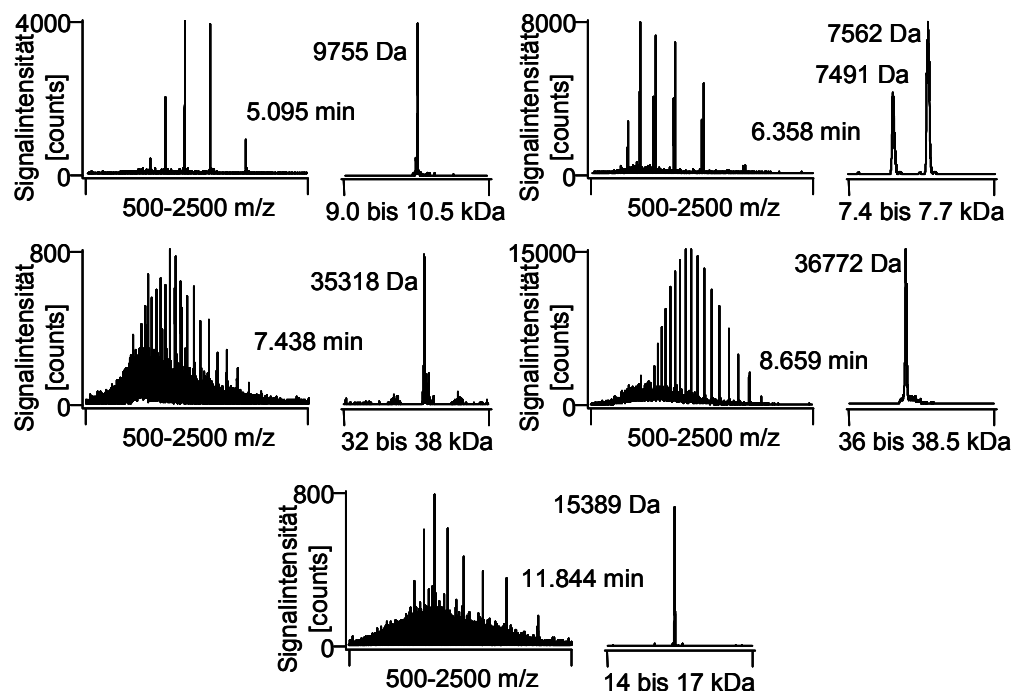 4000
0
Signalintensität
[counts]
9755 Da
5.095 min
500-2500 m/z
9.0 bis 10.5 kDa
8000
0
Signalintensität
[counts]
7562 Da
7491 Da
6.358 min
500-2500 m/z
7.4 bis 7.7 kDa
800
0
Signalintensität
[counts]
35318 Da
7.438 min
500-2500 m/z
32 bis 38 kDa
15000
0
Signalintensität
[counts]
36772 Da
8.659 min
500-2500 m/z
36 bis 38.5 kDa
800
0
Signalintensität
[counts]
15389 Da
11.844 min
500-2500 m/z
14 bis 17 kDa